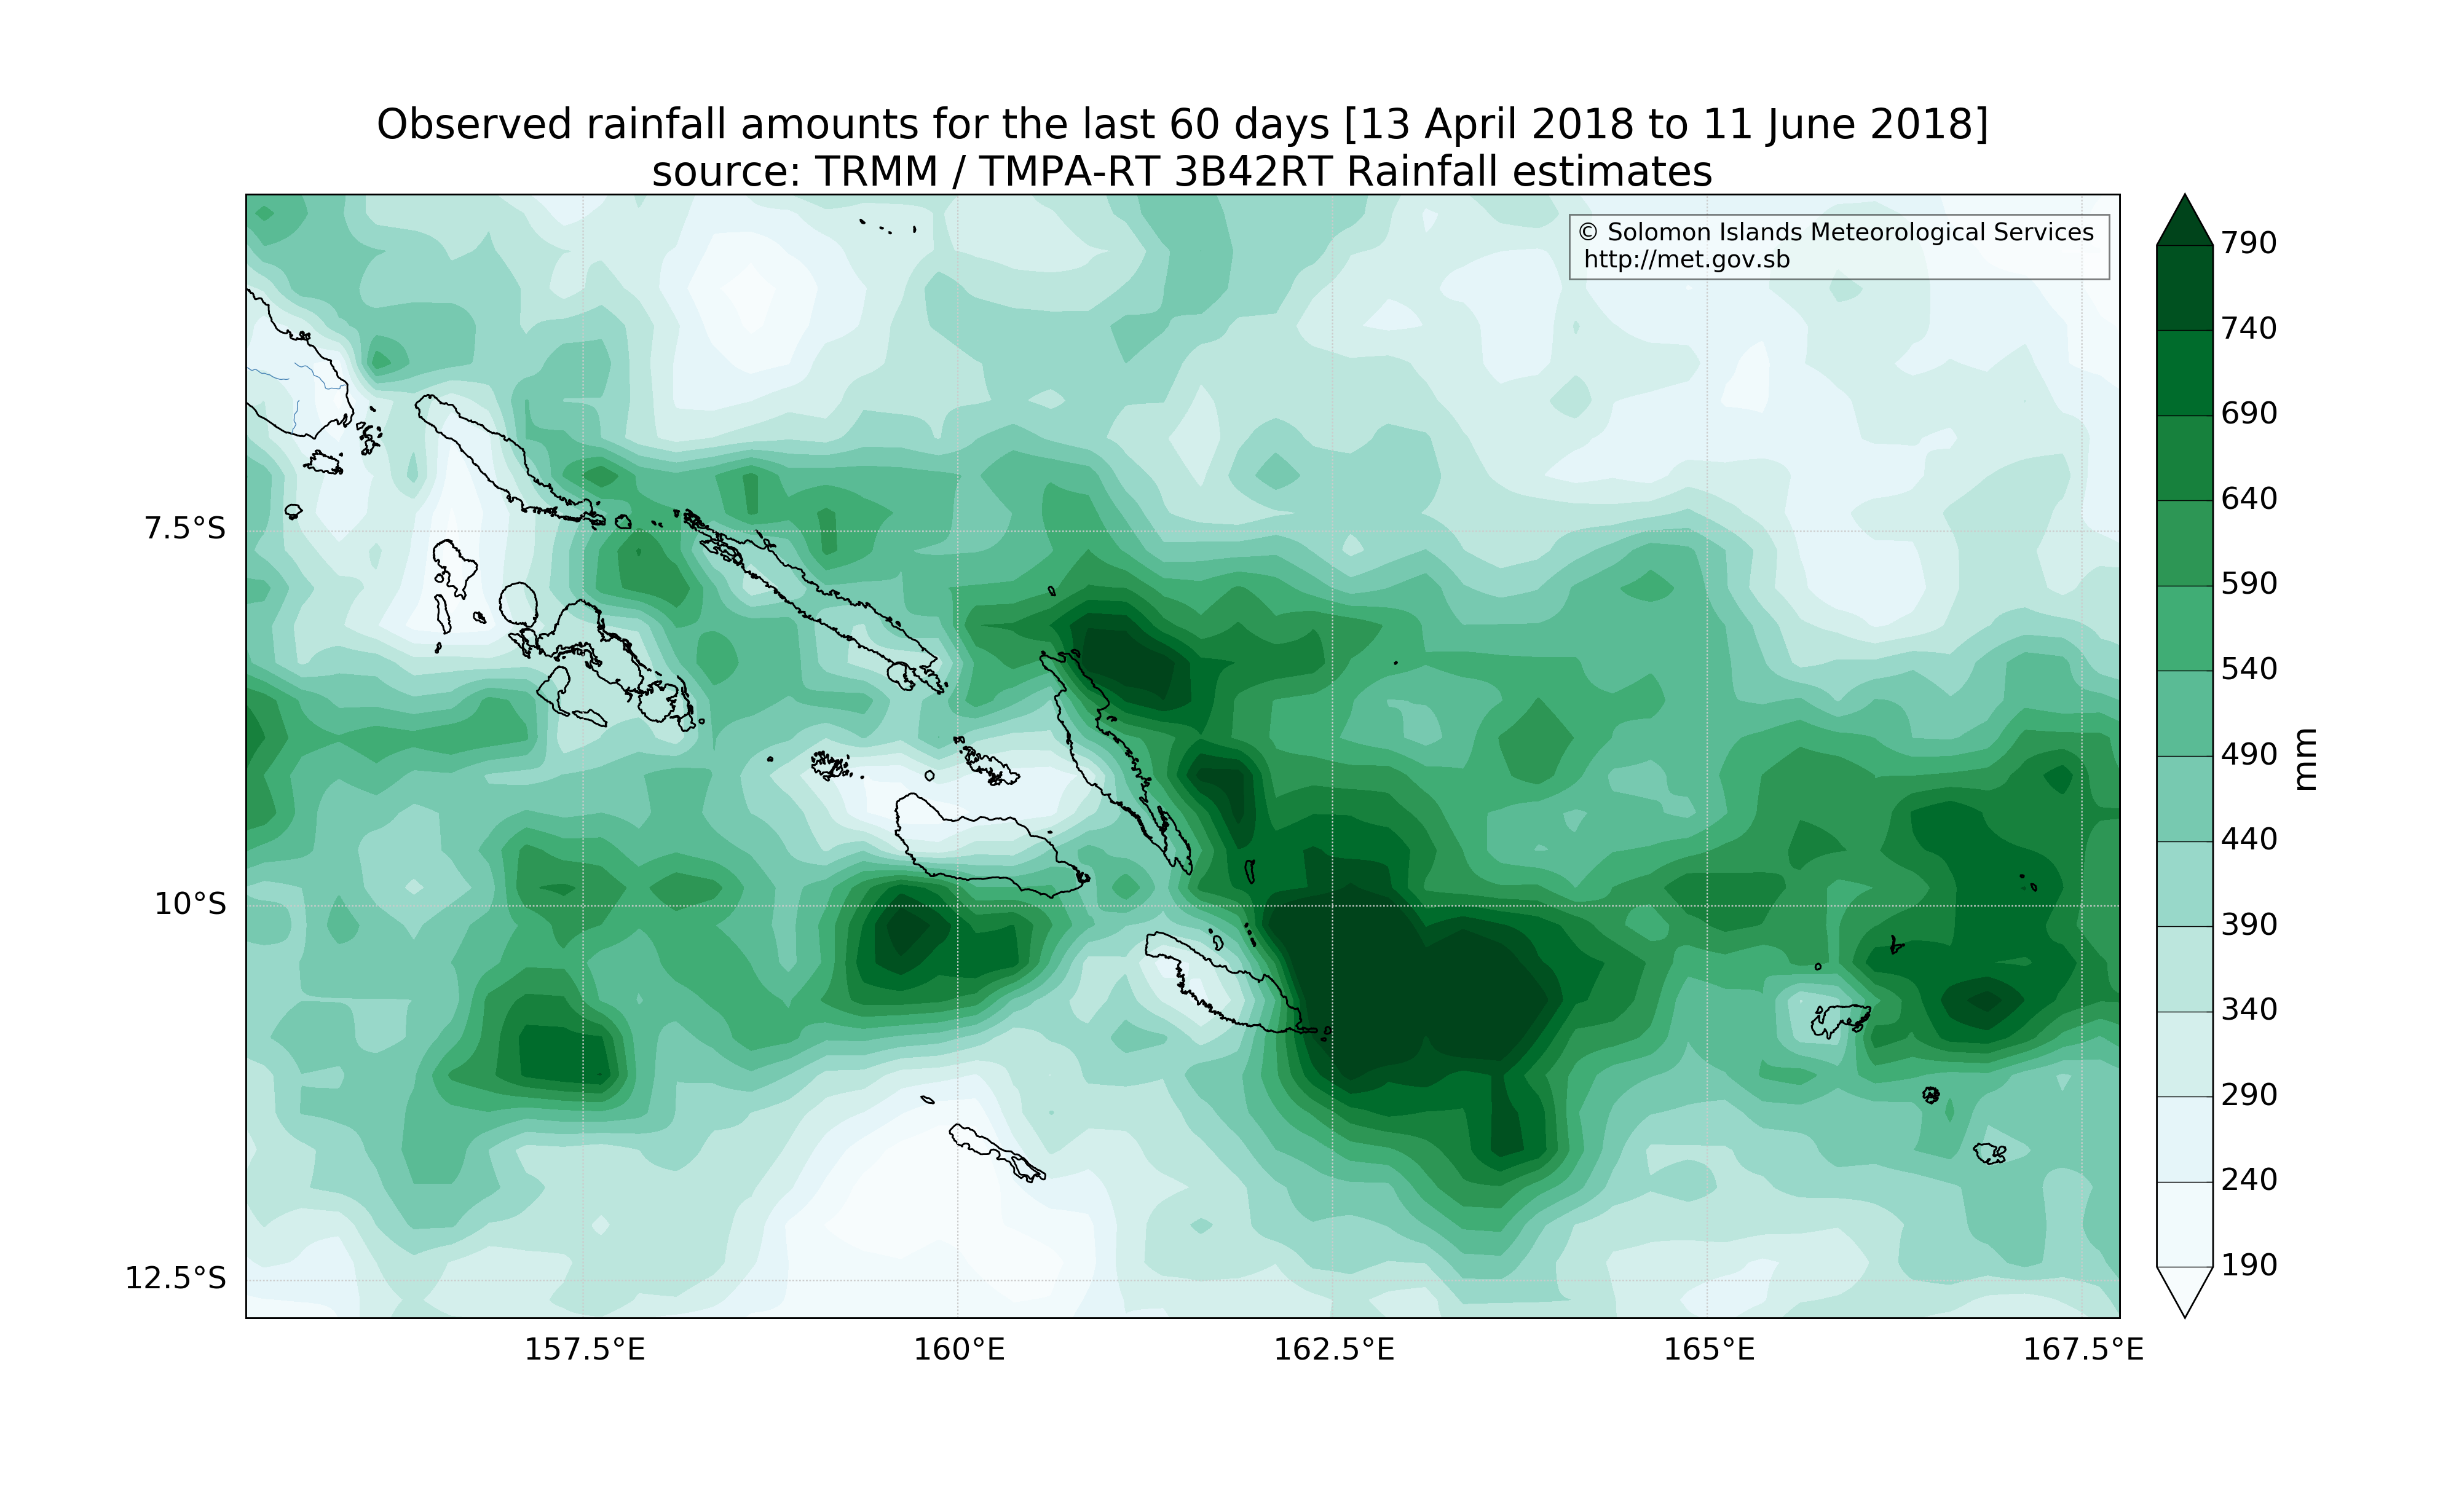 Observed rainfall amounts for the last 60 days [13 April 2018 to 11 June 2018]
source: TRMM / TMPA-RT 3B42RT Rainfall estimates
© Solomon Islands Meteorological Services
http://met.gov.sb
7.5°S
10°S
12.5°S
157.5°E
160°E
162.5°E
165°E
167.5°E
790
740
690
640
590
540
490
440
390
340
290
240
190
mm